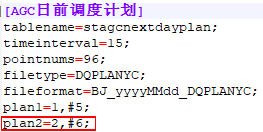 [AGC日前调度计划]
tablename=stagcnextdayplan;
timeinterval=15;
pointnums=96;
filetype=DQPLANYC;
fileformat=BJ_yyyyMMdd_DQPLANYC;
plan1=1,#5;
plan2=2,#6;